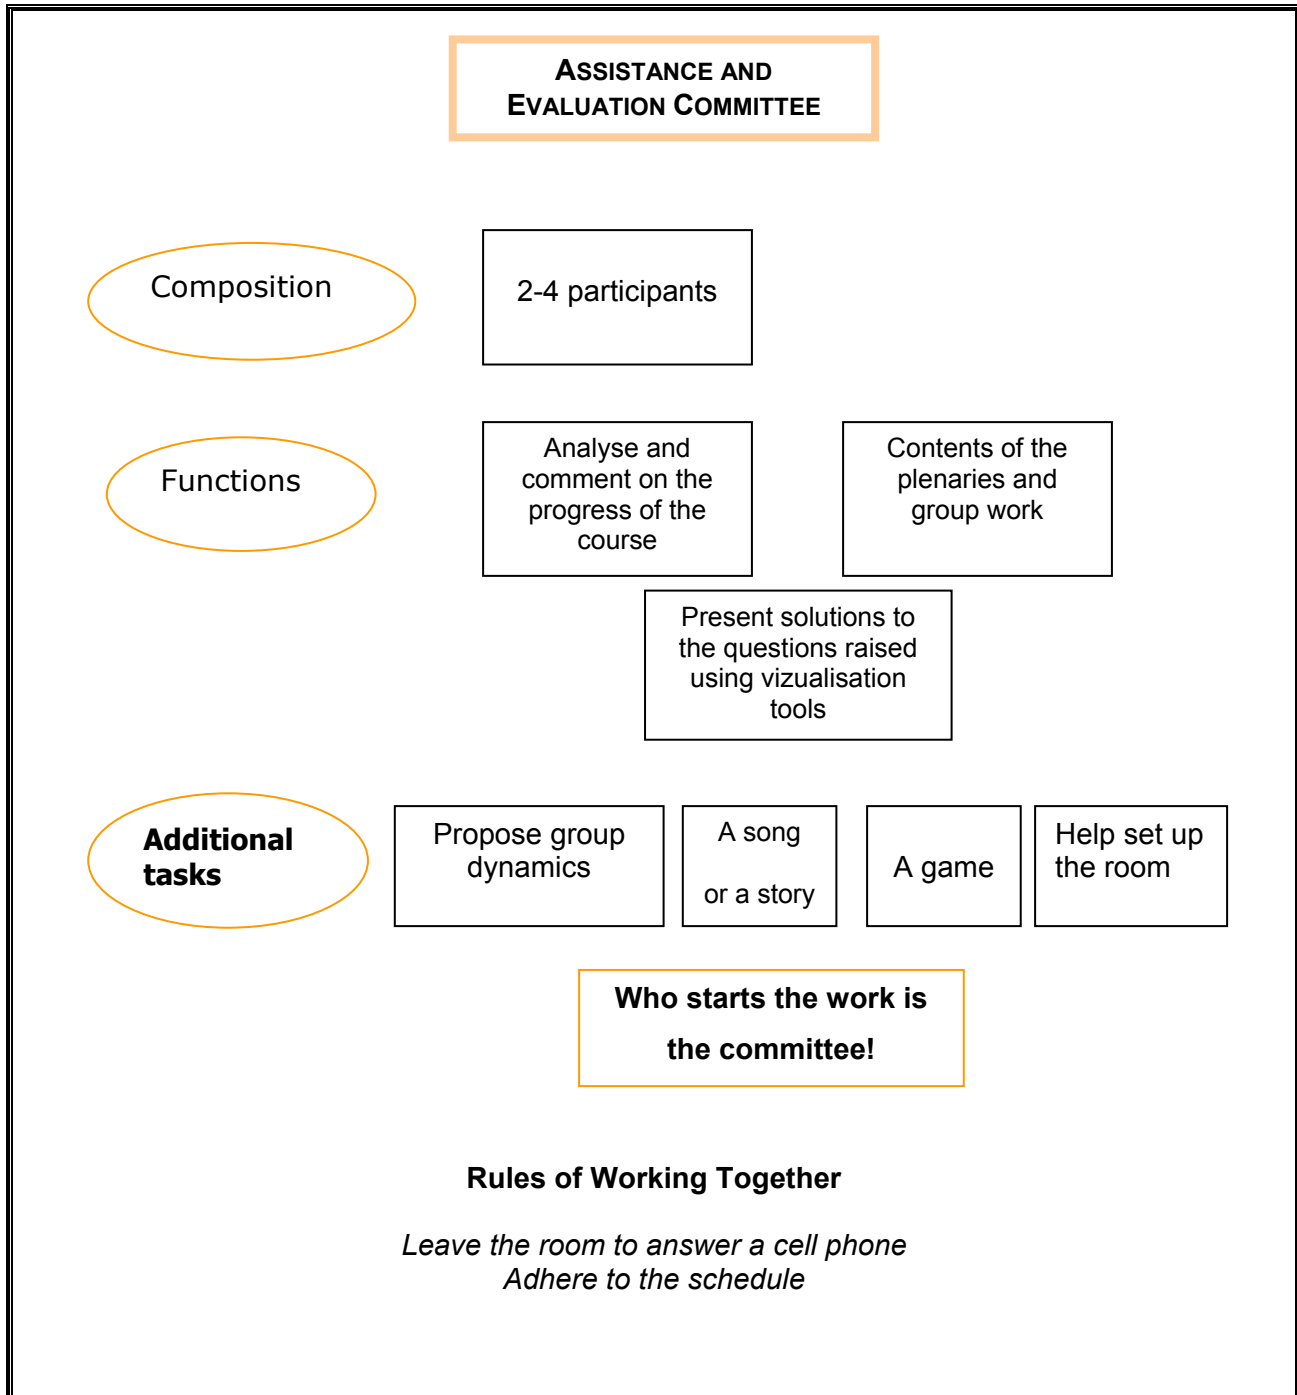 ASSISTANCE AND
EVALUATION COMMITTEE
Composition
2-4 participants
Functions
Analyse and
comment on the
progress of the
course
Contents of the
plenaries and
group work
Present solutions to
the questions raised
using vizualisation
tools
Additional
tasks
Propose group
dynamics
A song
or a story
A game
Help set up
the room
Who starts the work is
the committee!
Rules of Working Together
Leave the room to answer a cell phone
Adhere to the schedule